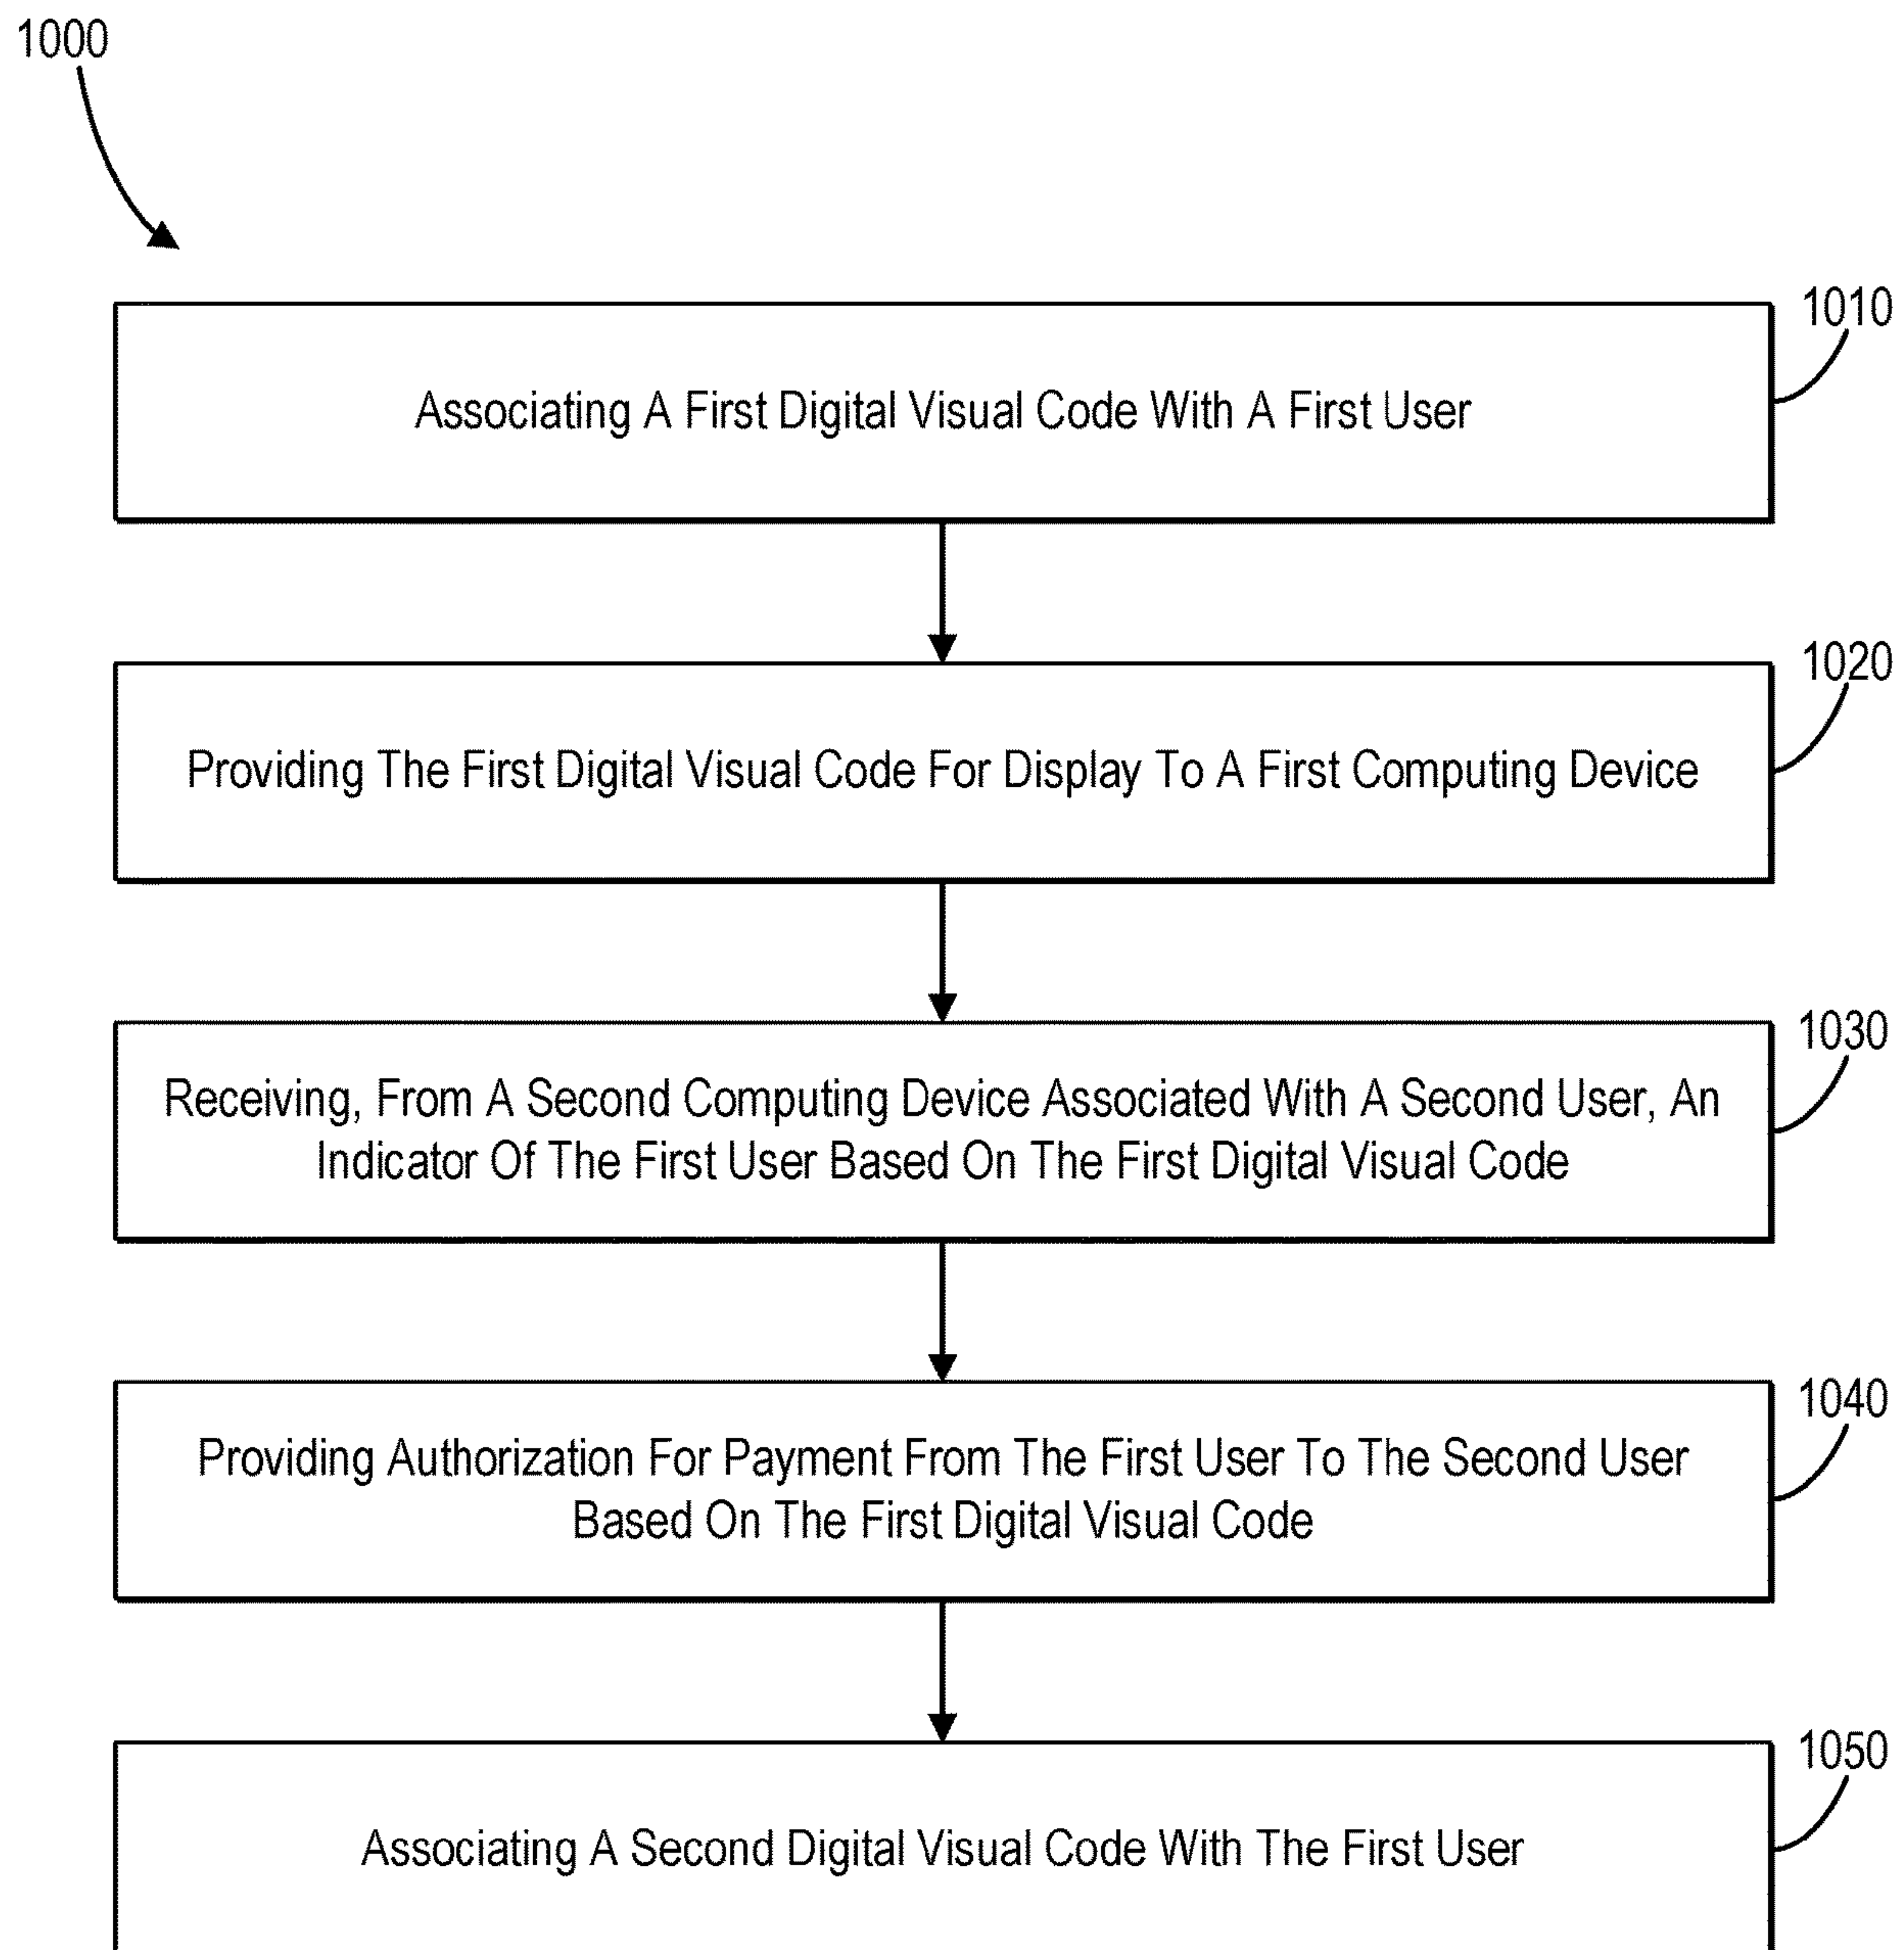 1000
1010
Associating A First Digital Visual Code With A First User
1020
Providing The First Digital Visual Code For Display To A First Computing Device
1030
Receiving, From A Second Computing Device Associated With A Second User, An
Indicator Of The First User Based On The First Digital Visual Code
1040
Providing Authorization For Payment From The First User To The Second User
Based On The First Digital Visual Code
1050
Associating A Second Digital Visual Code With The First User